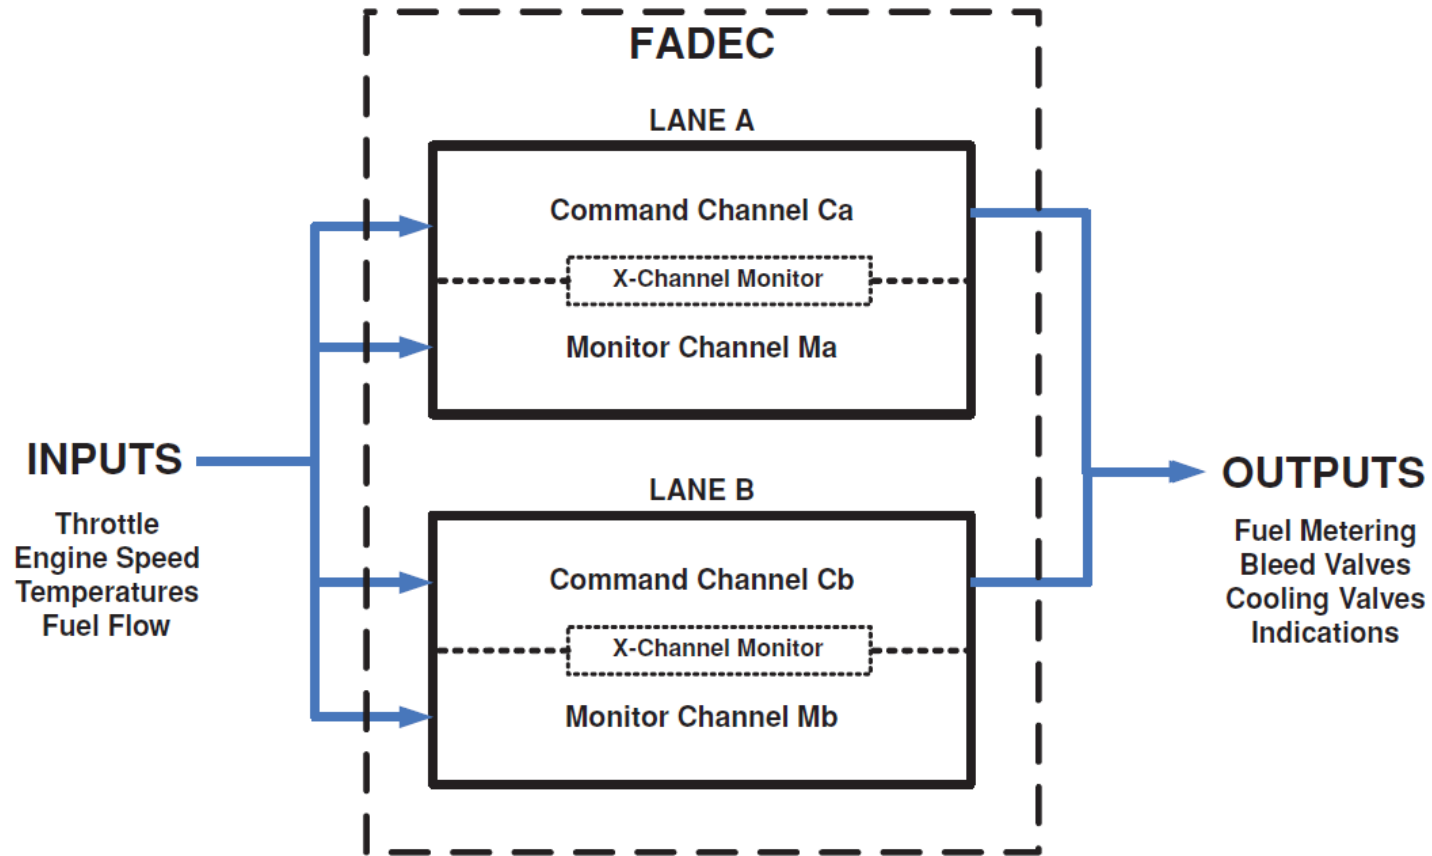 FADEC
LANE A
Command Channel Ca
X-Channel Monitor
Monitor Channel Ma
INPUTS
Throttle
Engine Speed
Temperatures
Fuel Flow
LANE B
Command Channel Cb
X-Channel Monitor
Monitor Channel Mb
OUTPUTS
Fuel Metering
Bleed Valves
Cooling Valves
Indications